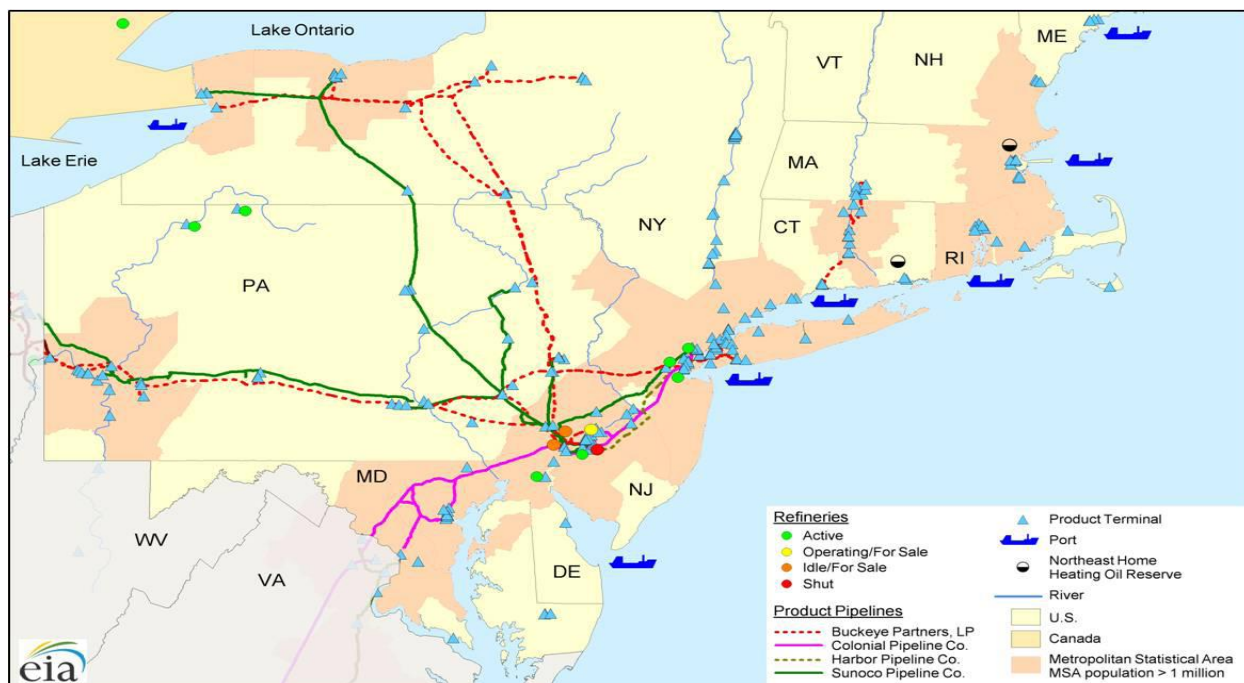 Lake Ontario
ME
VT
NH
Lake Erie
MA
NY
CT
RI
PA
MD
NJ
WV
VA
DE
Refineries
Active
Operating/For Sale
Idle/For Sale
Shut
Product Pipelines
Buckeye Partners, LP
Colonial Pipeline Co.
Harbor Pipeline Co.
Sunoco Pipeline Co.
Product Terminal
Port
Northeast Home
Heating Oil Reserve
River
U.S.
Canada
Metropolitan Statistical Area
MSA population > 1 million
eia